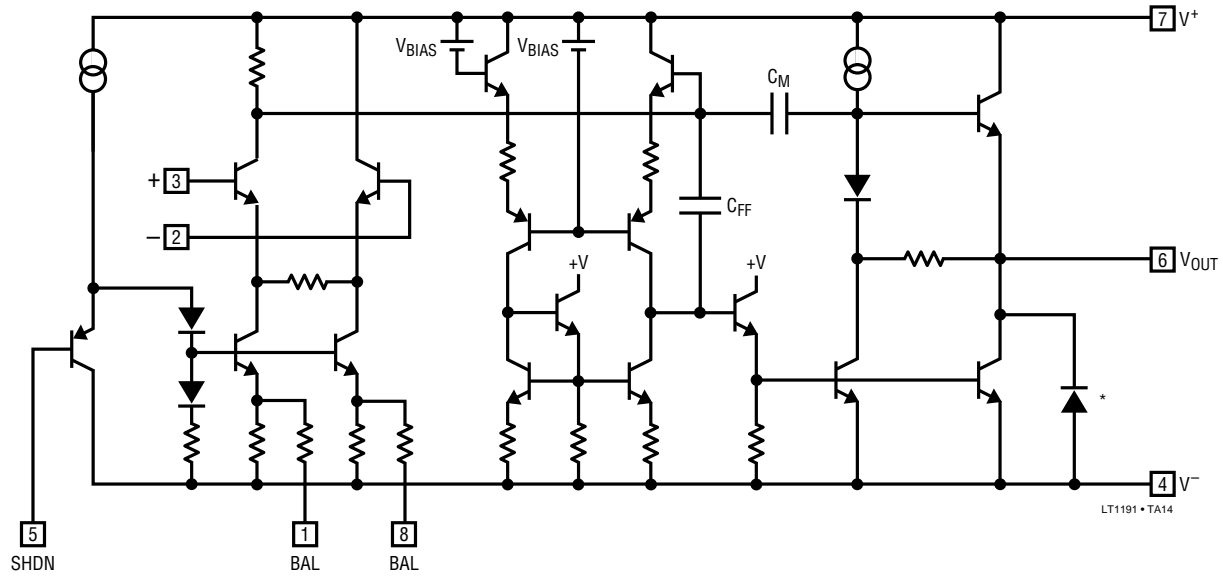 7 V+
VBIAS
VBIAS
CM
+ 3
− 2
CFF
+V
+V
6 VOUT
*
4 V−
LT1191 • TA14
5
SHDN
1
BAL
8
BAL